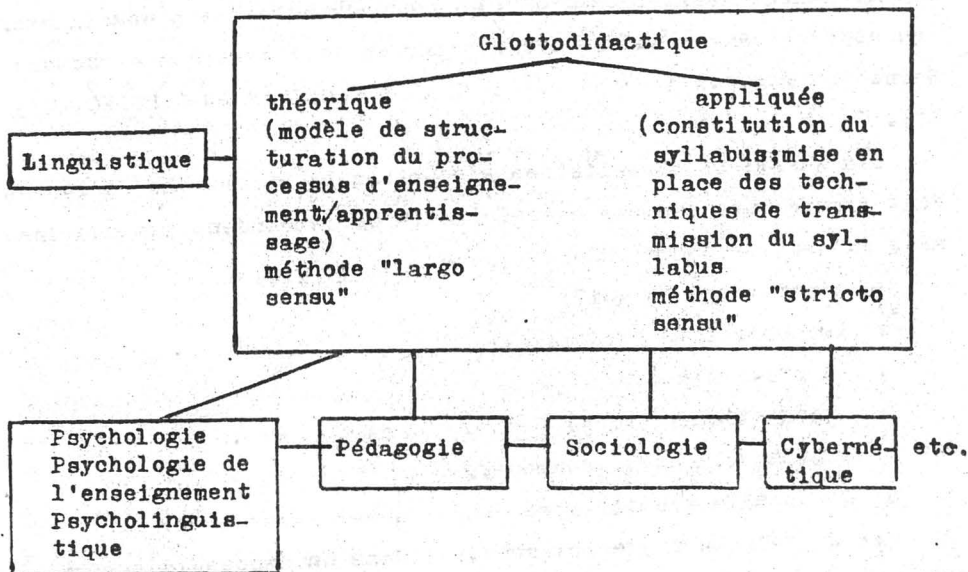 Glottodidactique
Linguistique
théorique
(modèle de struc-
turation du pro-
cessus d'enseigne-
ment/apprentis-
sage)
méthode "largo
sensu"
appliquée
(constitution du
syllabus;mise en
place des tech-
niques de trans-
mission du syl-
labus
méthode "stricto
sensu"
Psychologie
Psychologie de
l'enseignement
Psycholinguis-
tique
Pédagogie
Sociologie
Cyberné-
tique
etc.